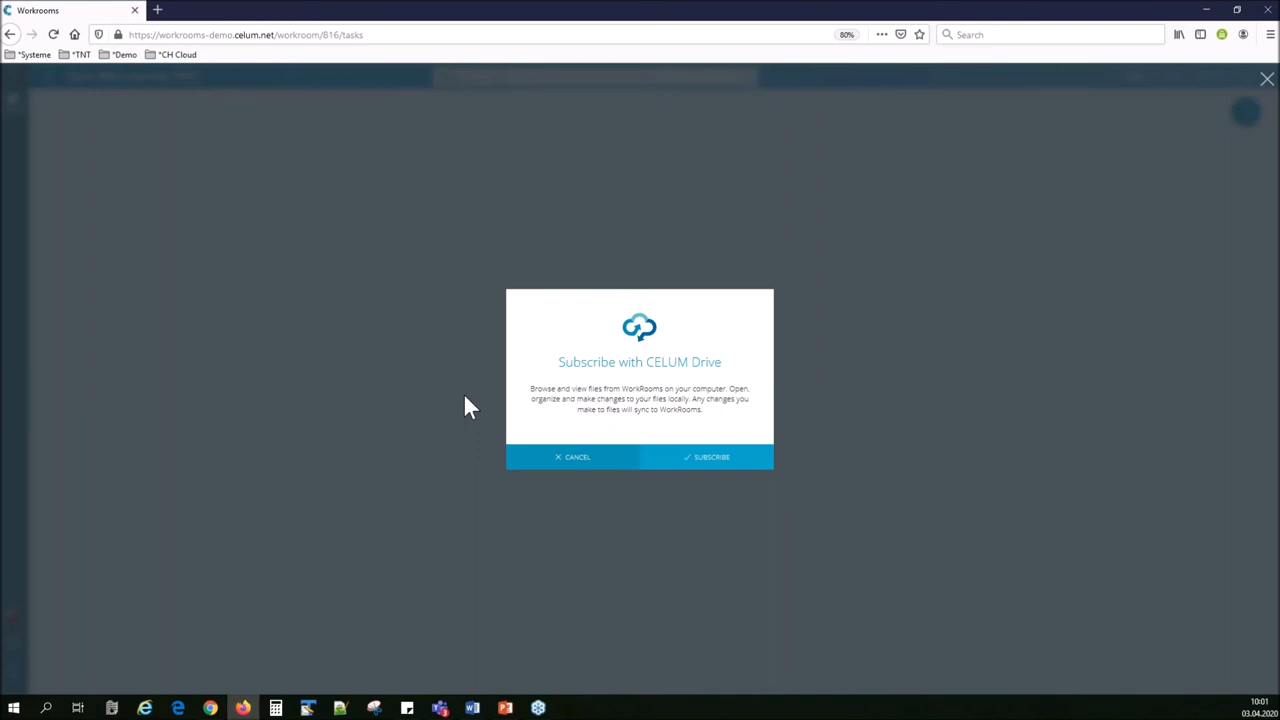 Workrooms
https://workrooms-demo.celum.net/workroom/816/tasks
80%
Search
*Systeme
*TNT
*Demo
*CH Cloud
Subscribe with CELUM Drive
Browse and view files from WorkRooms on your computer. Open,
organize and make changes to your files locally. Any changes you
make to files will sync to WorkRooms.
CANCEL
SUBSCRIBE
10:01
03.04.2020